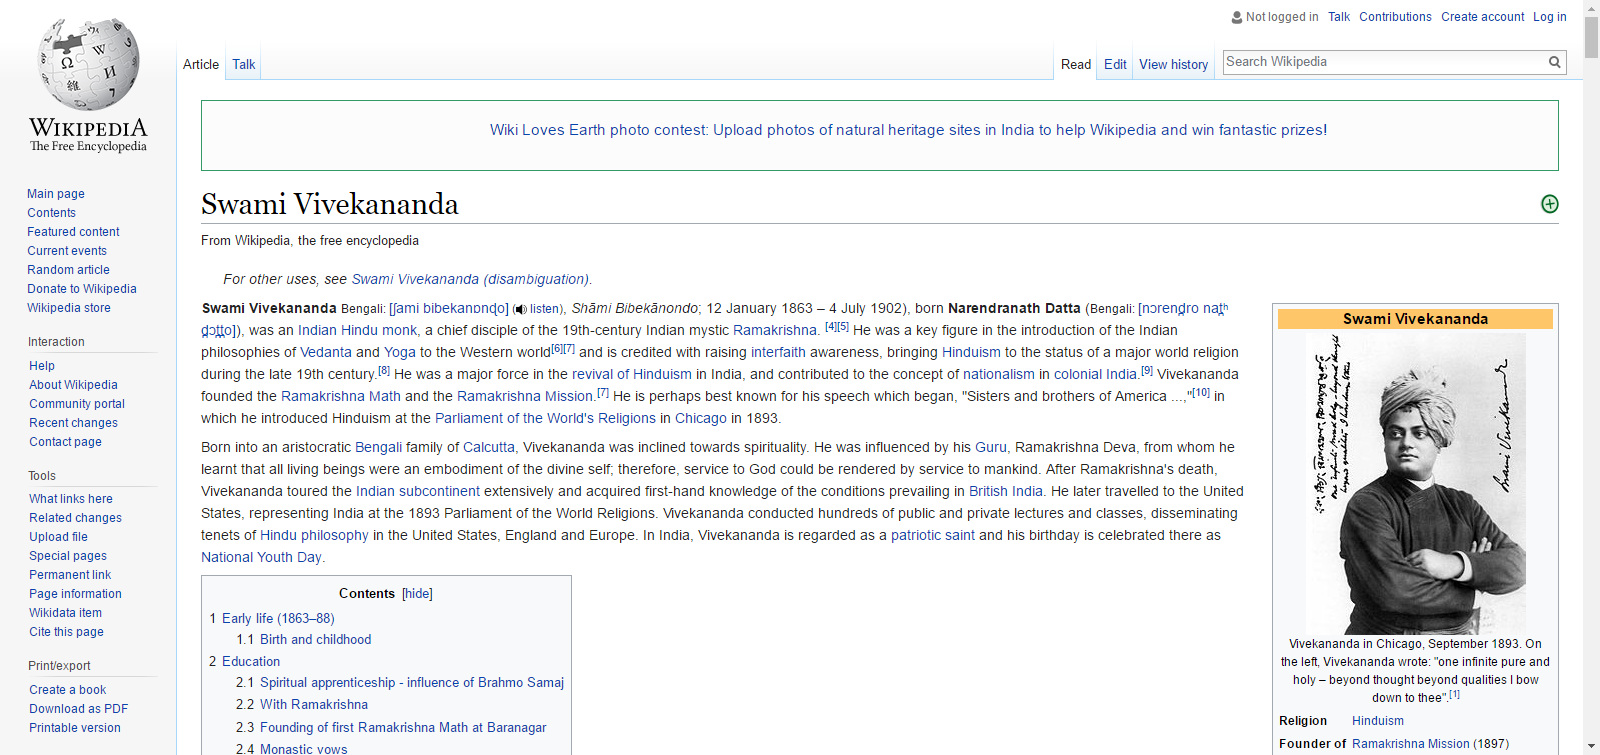 Not logged in Talk Contributions Create account Log in
Article Talk Read Edit View history Search Wikipedia
WIKIPEDIA
The Free Encyclopedia
Main page
Contents
Featured content
Current events
Random article
Donate to Wikipedia
Wikipedia store
Interaction
Help
About Wikipedia
Community portal
Recent changes
Contact page
Tools
What links here
Related changes
Upload file
Special pages
Permanent link
Page information
Wikidata item
Cite this page
Print/export
Create a book
Download as PDF
Printable version
Wiki Loves Earth photo contest: Upload photos of natural heritage sites in India to help Wikipedia and win fantastic prizes!
Swami Vivekananda
From Wikipedia, the free encyclopedia
For other uses, see Swami Vivekananda (disambiguation).
Swami Vivekananda Bengali: [ʃami bibekanɒnɖo] (listen), Shāmi Bibekānondo; 12 January 1863 – 4 July 1902), born Narendranath Datta (Bengali: [nɔrend̪ro nat̪ʰ
d̪ɔt̪t̪o]), was an Indian Hindu monk, a chief disciple of the 19th-century Indian mystic Ramakrishna. [4][5] He was a key figure in the introduction of the Indian
philosophies of Vedanta and Yoga to the Western world[6][7] and is credited with raising interfaith awareness, bringing Hinduism to the status of a major world religion
during the late 19th century.[8] He was a major force in the revival of Hinduism in India, and contributed to the concept of nationalism in colonial India.[9] Vivekananda
founded the Ramakrishna Math and the Ramakrishna Mission.[7] He is perhaps best known for his speech which began, "Sisters and brothers of America ...,"[10] in
which he introduced Hinduism at the Parliament of the World's Religions in Chicago in 1893.
Born into an aristocratic Bengali family of Calcutta, Vivekananda was inclined towards spirituality. He was influenced by his Guru, Ramakrishna Deva, from whom he
learnt that all living beings were an embodiment of the divine self; therefore, service to God could be rendered by service to mankind. After Ramakrishna's death,
Vivekananda toured the Indian subcontinent extensively and acquired first-hand knowledge of the conditions prevailing in British India. He later travelled to the United
States, representing India at the 1893 Parliament of the World Religions. Vivekananda conducted hundreds of public and private lectures and classes, disseminating
tenets of Hindu philosophy in the United States, England and Europe. In India, Vivekananda is regarded as a patriotic saint and his birthday is celebrated there as
National Youth Day.
Contents [hide]
1 Early life (1863–88)
1.1 Birth and childhood
2 Education
2.1 Spiritual apprenticeship - influence of Brahmo Samaj
2.2 With Ramakrishna
2.3 Founding of first Ramakrishna Math at Baranagar
2.4 Monastic vows
Swami Vivekananda
Swami Vivekananda
Vivekananda in Chicago, September 1893. On
the left, Vivekananda wrote: "one infinite pure and
holy – beyond thought beyond qualities I bow
down to thee".[1]
Religion Hinduism
Founder of Ramakrishna Mission (1897)